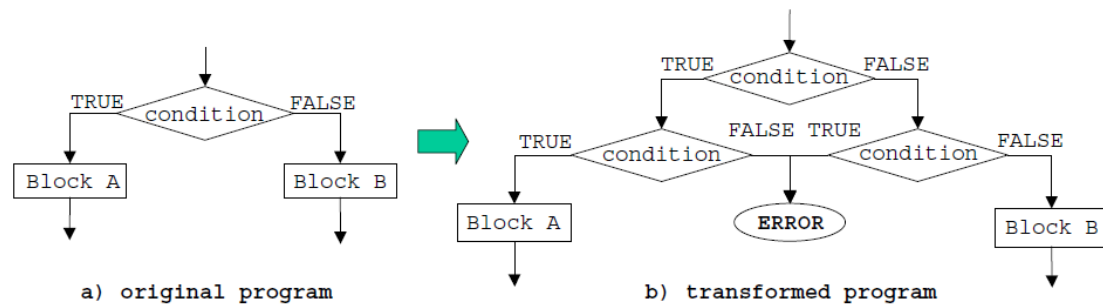 TRUE
condition
FALSE
Block A
Block B
a) original program
TRUE
condition
FALSE
TRUE
condition
FALSE
TRUE
condition
FALSE
Block A
ERROR
Block B
b) transformed program